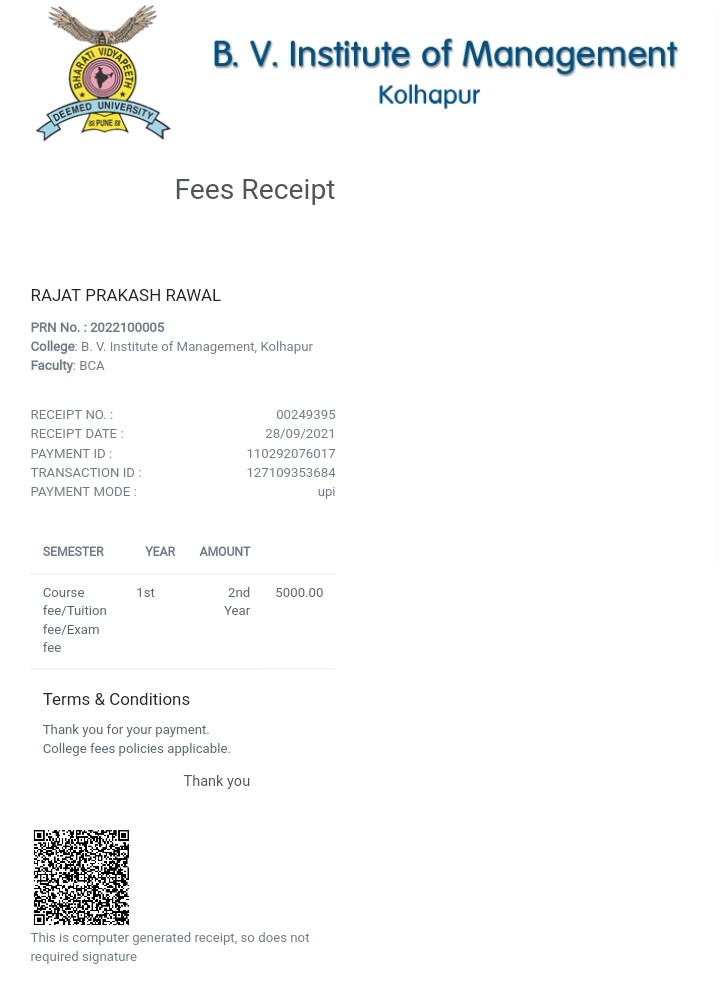 BHARATI VIDYAPEETH
DEEMED UNIVERSITY
PUNE
B. V. Institute of Management
Kolhapur
Fees Receipt
RAJAT PRAKASH RAWAL
PRN No. : 2022100005
College: B. V. Institute of Management, Kolhapur
Faculty: BCA
RECEIPT NO. : 00249395
RECEIPT DATE : 28/09/2021
PAYMENT ID : 110292076017
TRANSACTION ID : 127109353684
PAYMENT MODE : upi
SEMESTER YEAR AMOUNT
Course 1st 2nd 5000.00
fee/Tuition Year
fee/Exam
fee
Terms & Conditions
Thank you for your payment.
College fees policies applicable.
Thank you
This is computer generated receipt, so does not
required signature